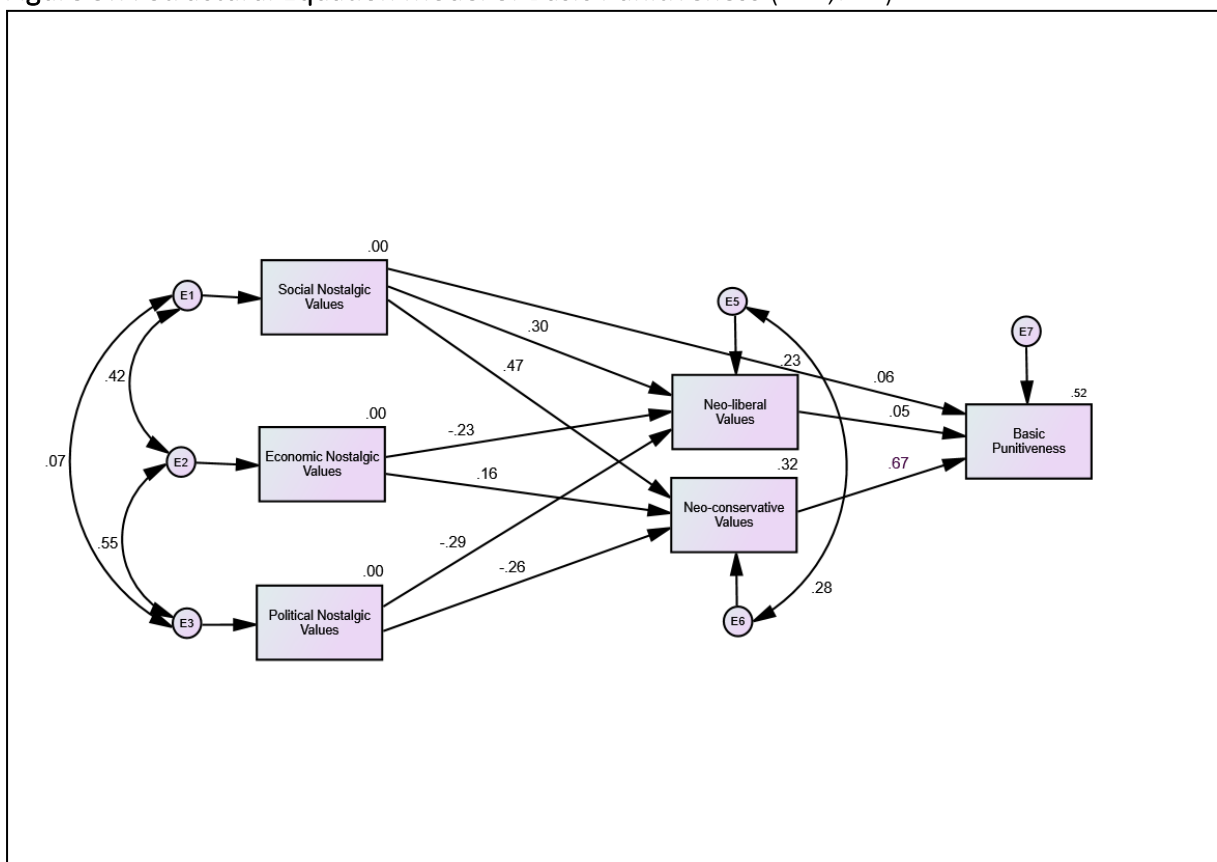 .00
Social Nostalgic
Values
E1
E5
E7
.30
.23
.42
.47
.06
.52
Neo-liberal
Values
.05
Basic
Punitiveness
.00
-.23
E2
Economic Nostalgic
Values
.07
.16
.32
.67
Neo-conservative
Values
.55
-.29
-.26
.00
.28
E3
Political Nostalgic
Values
E6